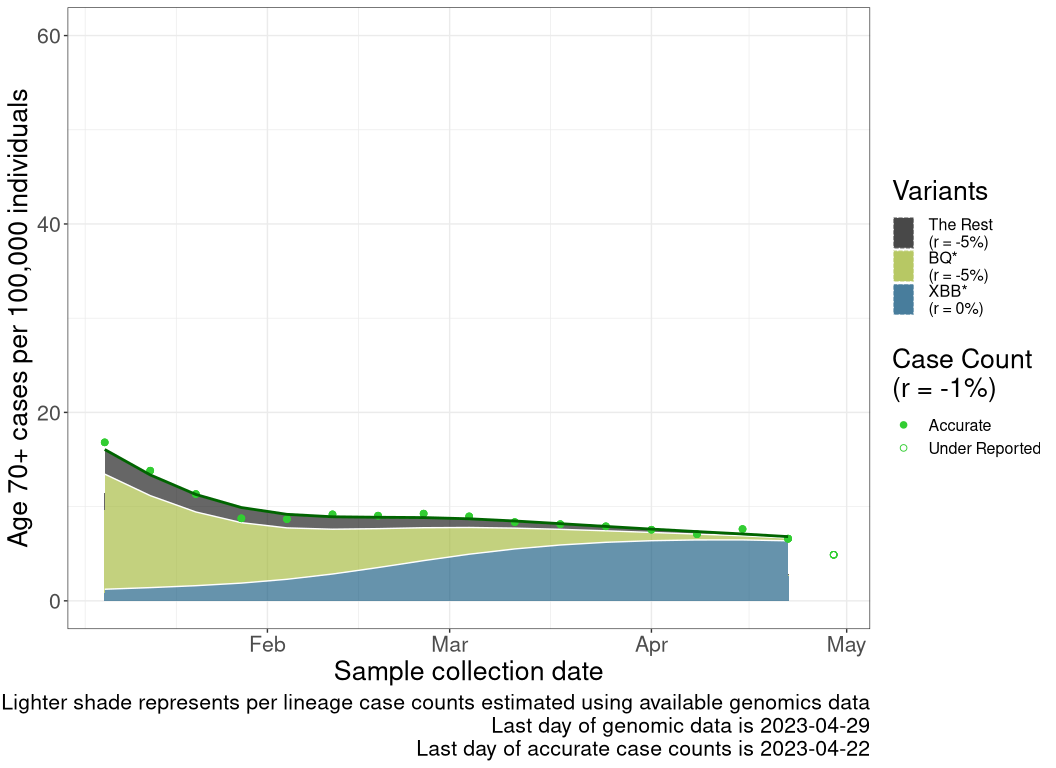 Age 70+ cases per 100,000 individuals
60
40
20
0
Feb
Mar
Apr
May
Sample collection date
Variants
The Rest
(r = -5%)
BQ*
(r = -5%)
XBB*
(r = 0%)
Case Count
(r = -1%)
Accurate
Under Reported
Lighter shade represents per lineage case counts estimated using available genomics data
Last day of genomic data is 2023-04-29
Last day of accurate case counts is 2023-04-22